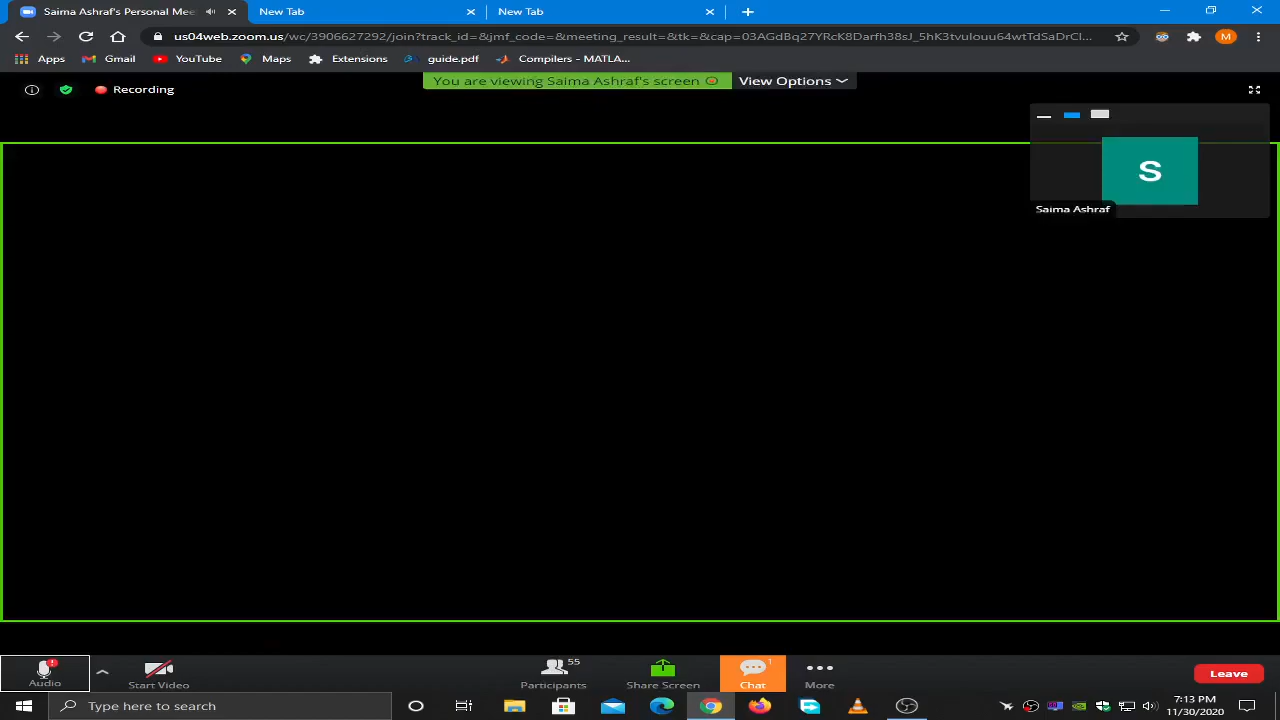 Saima Ashraf's Personal Mee
New Tab
New Tab
us04web.zoom.us/wc/3906627292/join?track_id=&jmf_code=&meeting_result=&tk=&cap=03AGdBq27YRcK8Darfh38sJ_5hK3tvulouu64wtTdSaDrCl...
M
Apps
Gmail
YouTube
Maps
Extensions
guide.pdf
Compilers - MATLA...
You are viewing Saima Ashraf's screen
View Options
Recording
S
Saima Ashraf
Audio
Start Video
55
Participants
Share Screen
1
Chat
More
Leave
Type here to search
7:13 PM
11/30/2020